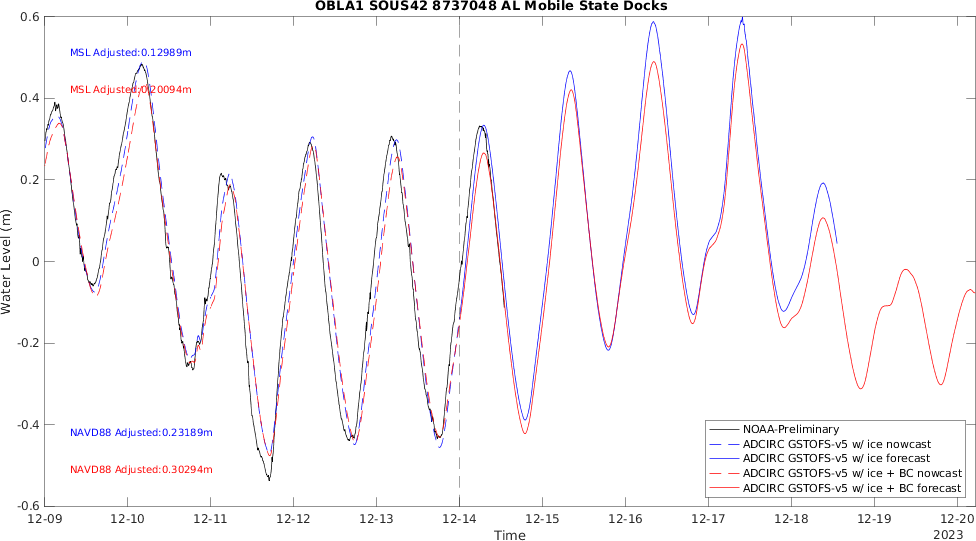 OBLA1 SOUS42 8737048 AL Mobile State Docks
0.6
MSL Adjusted:0.12989m
MSL Adjusted:0.20094m
0.4
0.2
0
-0.2
-0.4
-0.6
Water Level (m)
NAVD88 Adjusted:0.23189m
NAVD88 Adjusted:0.30294m
NOAA-Preliminary
ADCIRC GSTOFS-v5 w/ ice nowcast
ADCIRC GSTOFS-v5 w/ ice forecast
ADCIRC GSTOFS-v5 w/ ice + BC nowcast
ADCIRC GSTOFS-v5 w/ ice + BC forecast
12-09 12-10 12-11 12-12 12-13 12-14 12-15 12-16 12-17 12-18 12-19 12-20
Time
2023